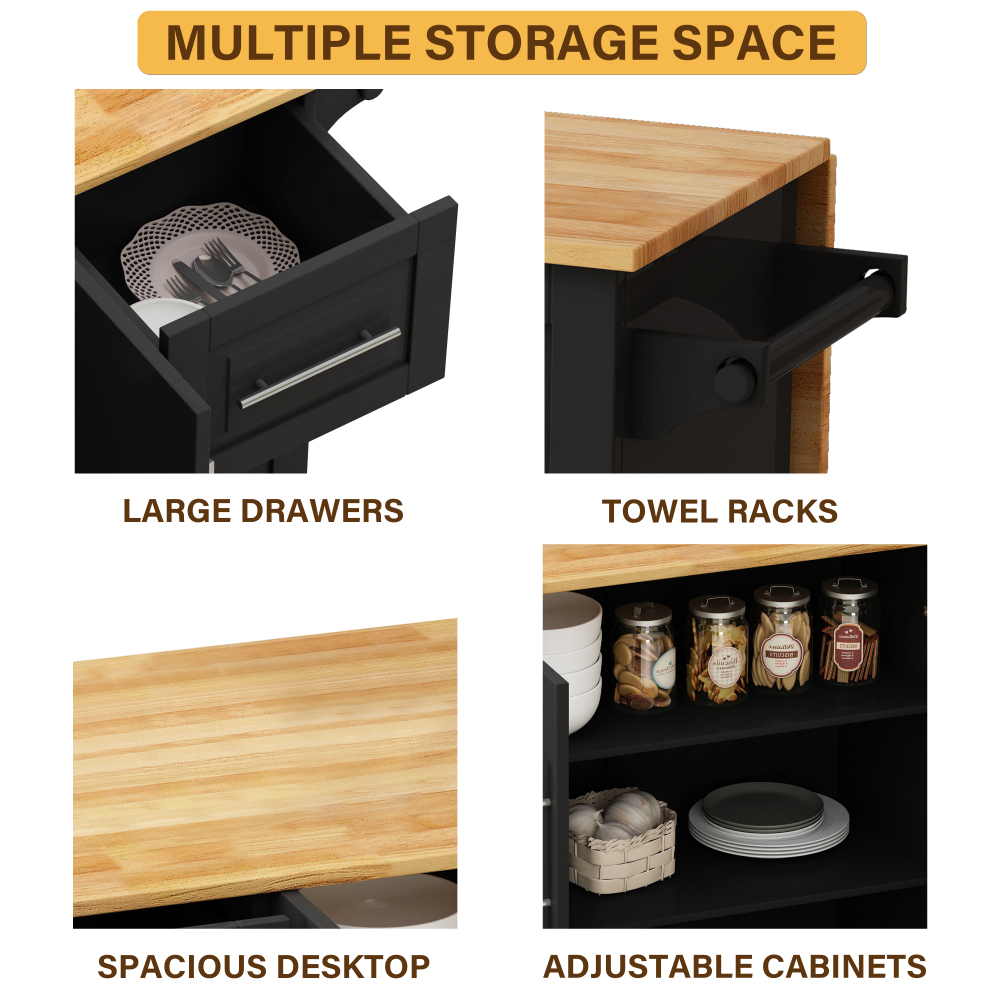 MULTIPLE STORAGE SPACE
LARGE DRAWERS
TOWEL RACKS
SPACIOUS DESKTOP
ADJUSTABLE CABINETS